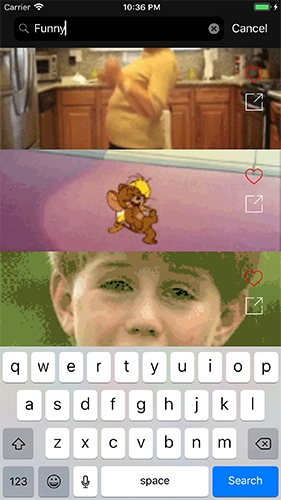 Carrier 10:36 PM
Funny Cancel
q w e r t y u i o p
a s d f g h j k l
z x c v b n m
123 space Search